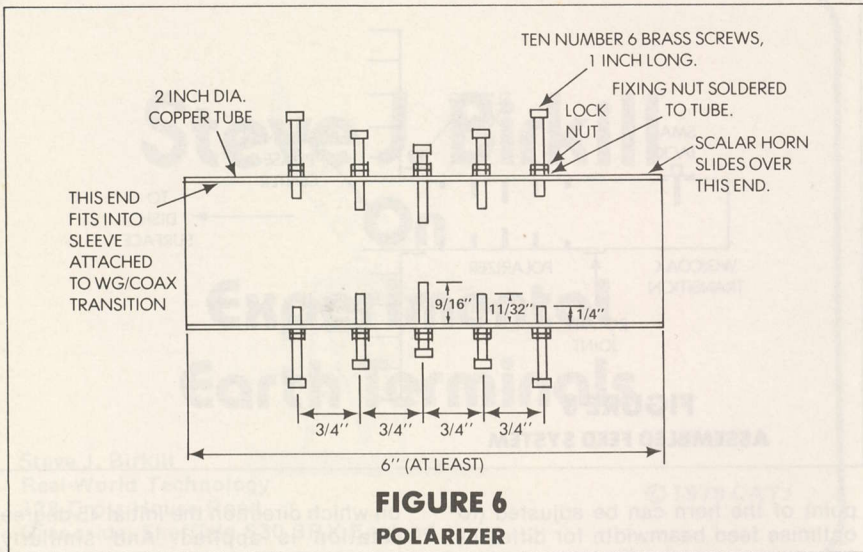 TEN NUMBER 6 BRASS SCREWS,
1 INCH LONG.
2 INCH DIA.
COPPER TUBE
FIXING NUT SOLDERED
TO TUBE.
LOCK
NUT
SCALAR HORN
SLIDES OVER
THIS END.
THIS END
FITS INTO
SLEEVE
ATTACHED
TO WG/COAX
TRANSITION
9/16"
11/32"
1/4"
3/4" 3/4" 3/4" 3/4"
6" (AT LEAST)
FIGURE 6
POLARIZER